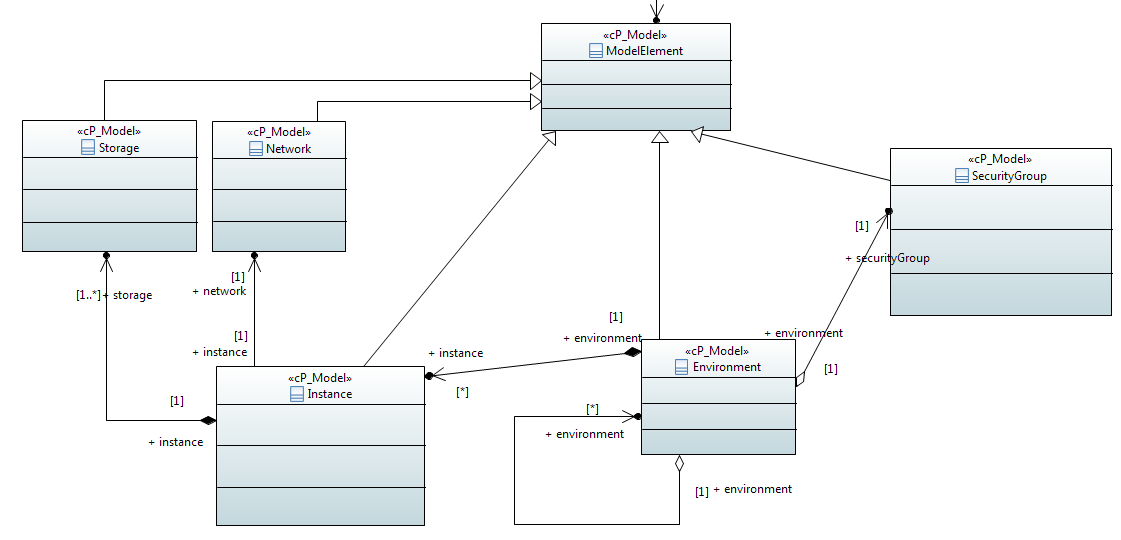 «cP_Model»
ModelElement
«cP_Model»
Storage
«cP_Model»
Network
«cP_Model»
SecurityGroup
[1]
+ securityGroup
[1]
+ network
[1..*] + storage
[1]
+ environment
+ environment
[1]
+ instance
+ instance
«cP_Model»
Environment
[1]
«cP_Model»
Instance
[*]
[1]
[*]
+ environment
+ instance
[1] + environment